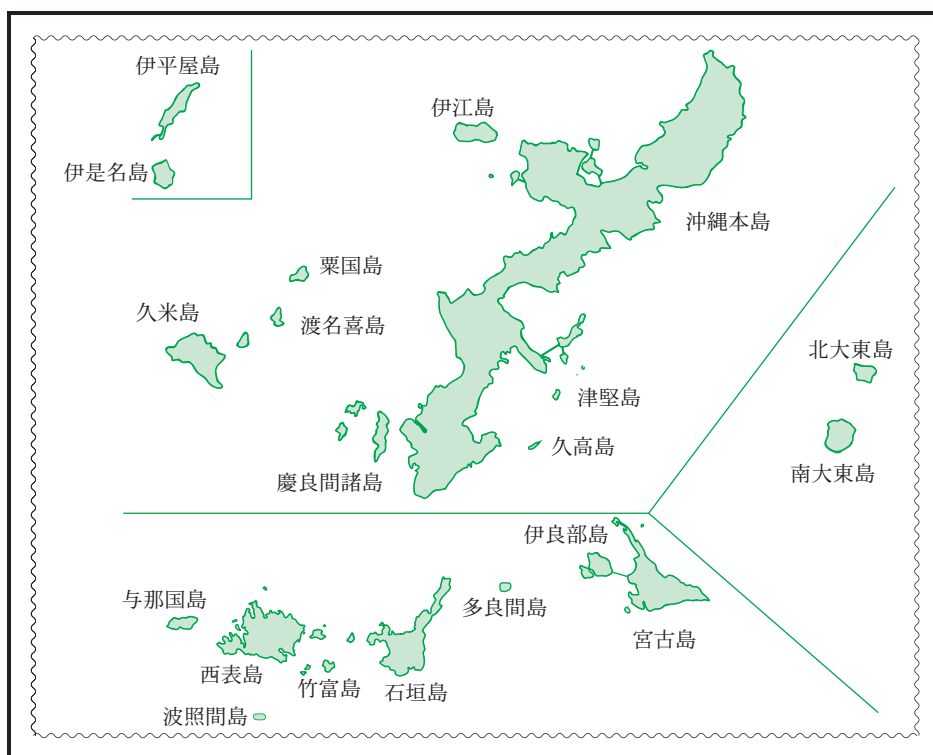 伊平屋島
伊江島
伊是名島
沖縄本島
粟国島
久米島
渡名喜島
北大東島
津堅島
久高島
慶良間諸島
南大東島
伊良部島
与那国島
多良間島
宮古島
西表島
竹富島
石垣島
波照間島